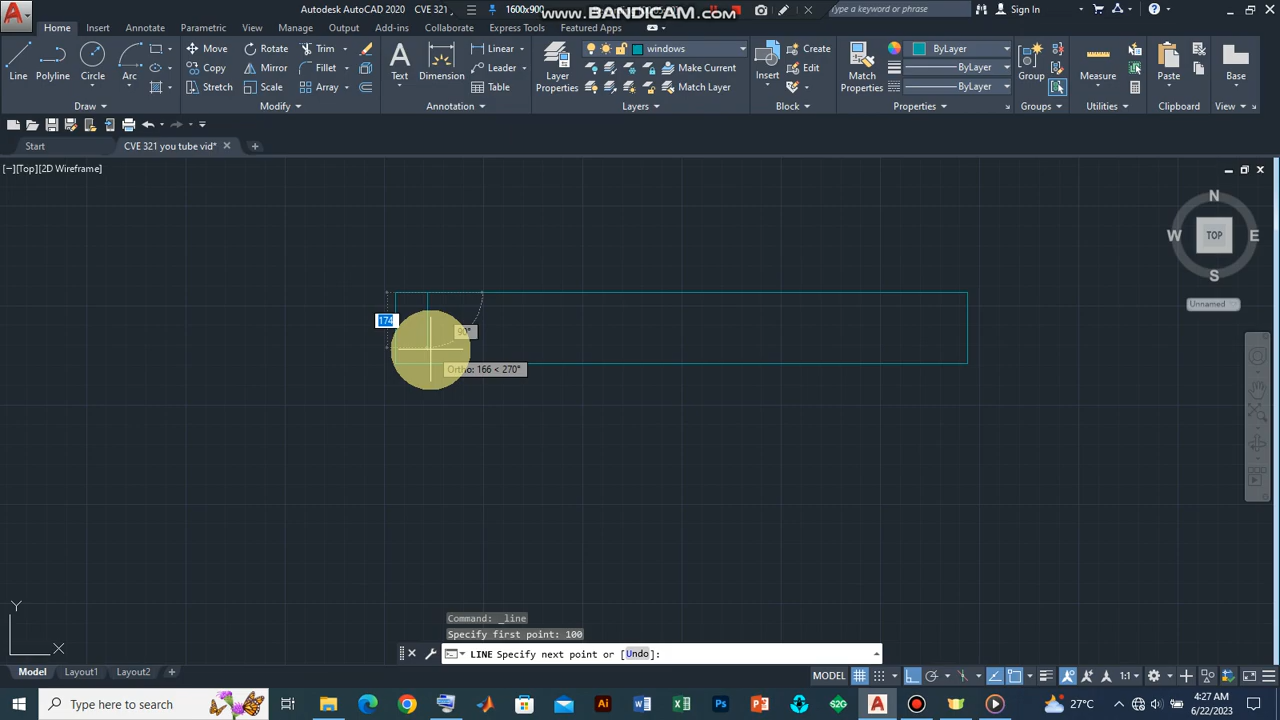 Autodesk AutoCAD 2020 CVE 321
1600x900
www.BANDICAM.com
Type a keyword or phrase
Sign In
Home Insert Annotate Parametric View Manage Output Add-ins Collaborate Express Tools Featured Apps
Line Polyline Circle Arc
Move Rotate Trim
Copy Mirror Fillet
Stretch Scale Array
Text Dimension
Linear
Leader
Table
Layer Properties
windows
Make Current
Match Layer
Insert
Create
Edit
Match Properties
ByLayer
ByLayer
ByLayer
Group
Measure
Paste
Base
Draw Modify Annotation Layers Block Properties Groups Utilities Clipboard View
Start CVE 321 you tube vid*
[−][Top][2D Wireframe]
N
W TOP E
S
Unnamed
174
90°
Ortho: 166 < 270°
Y
X
Command: _line
Specify first point: 100
LINE Specify next point or [Undo]:
Model Layout1 Layout2 +
MODEL
1:1
Type here to search
27°C
4:27 AM
6/22/2023